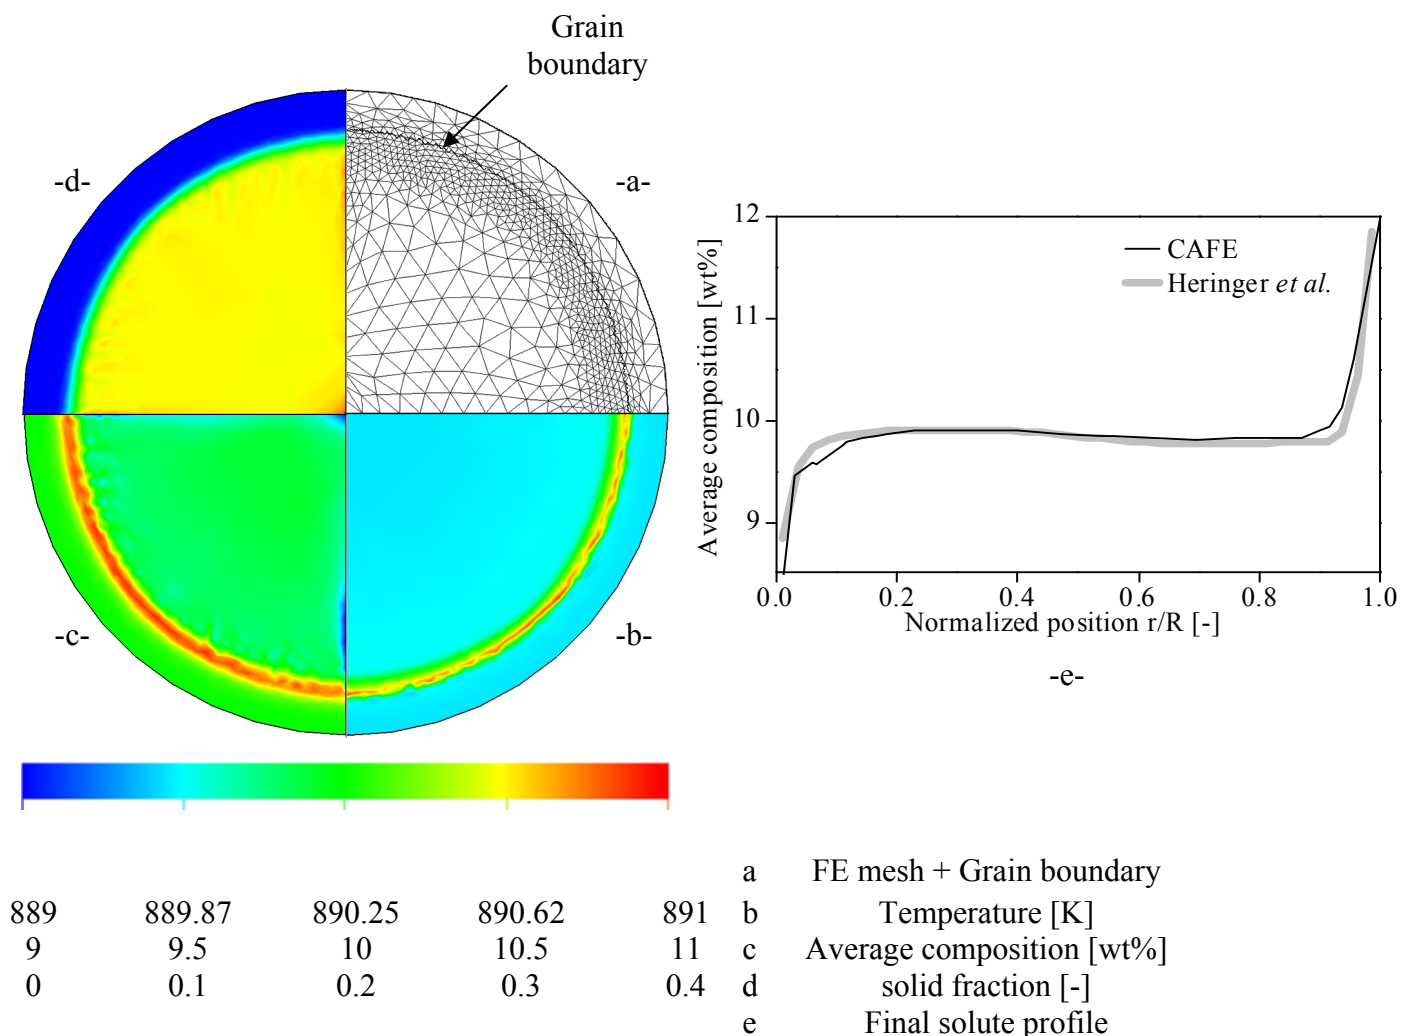 Grain
boundary
-d-
-a-
-c-
-b-
12
11
10
9
Average composition [wt%]
CAFE
Heringer et al.
0.0 0.2 0.4 0.6 0.8 1.0
Normalized position r/R [-]
-e-
a FE mesh + Grain boundary
889 889.87 890.25 890.62 891 b Temperature [K]
9 9.5 10 10.5 11 c Average composition [wt%]
0 0.1 0.2 0.3 0.4 d solid fraction [-]
e Final solute profile